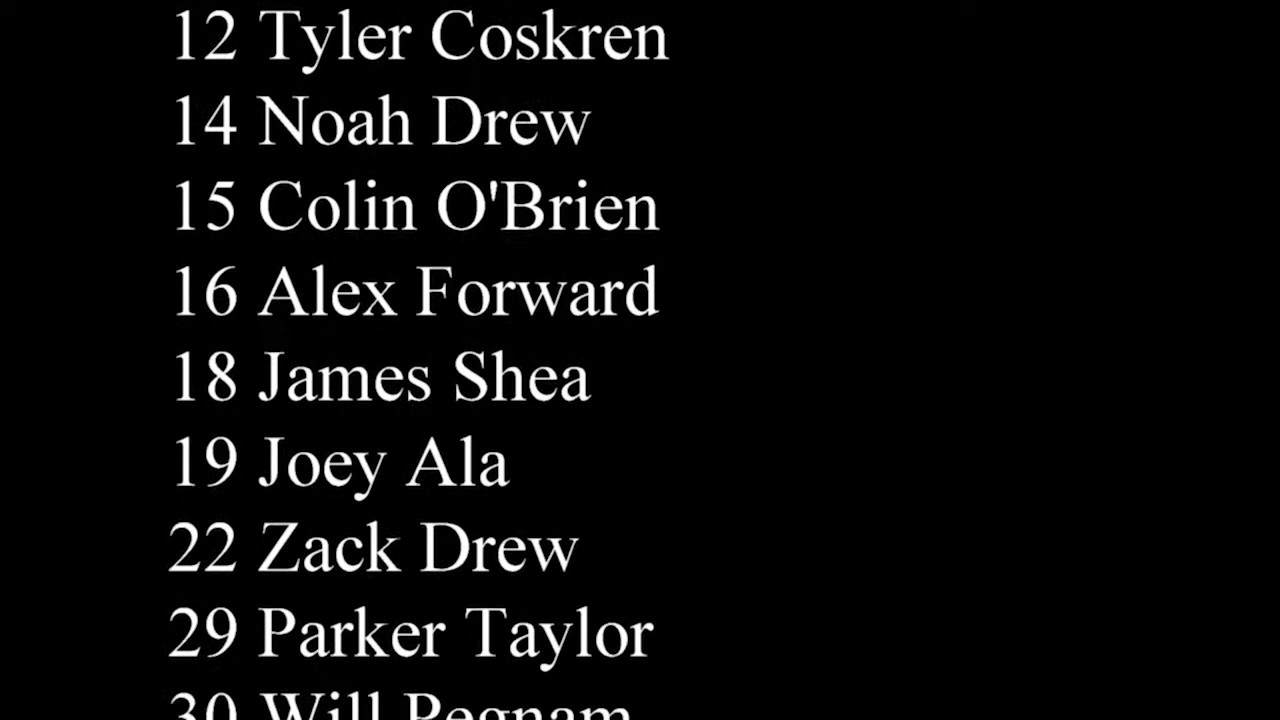 12 Tyler Coskren
14 Noah Drew
15 Colin O'Brien
16 Alex Forward
18 James Shea
19 Joey Ala
22 Zack Drew
29 Parker Taylor
30 Will